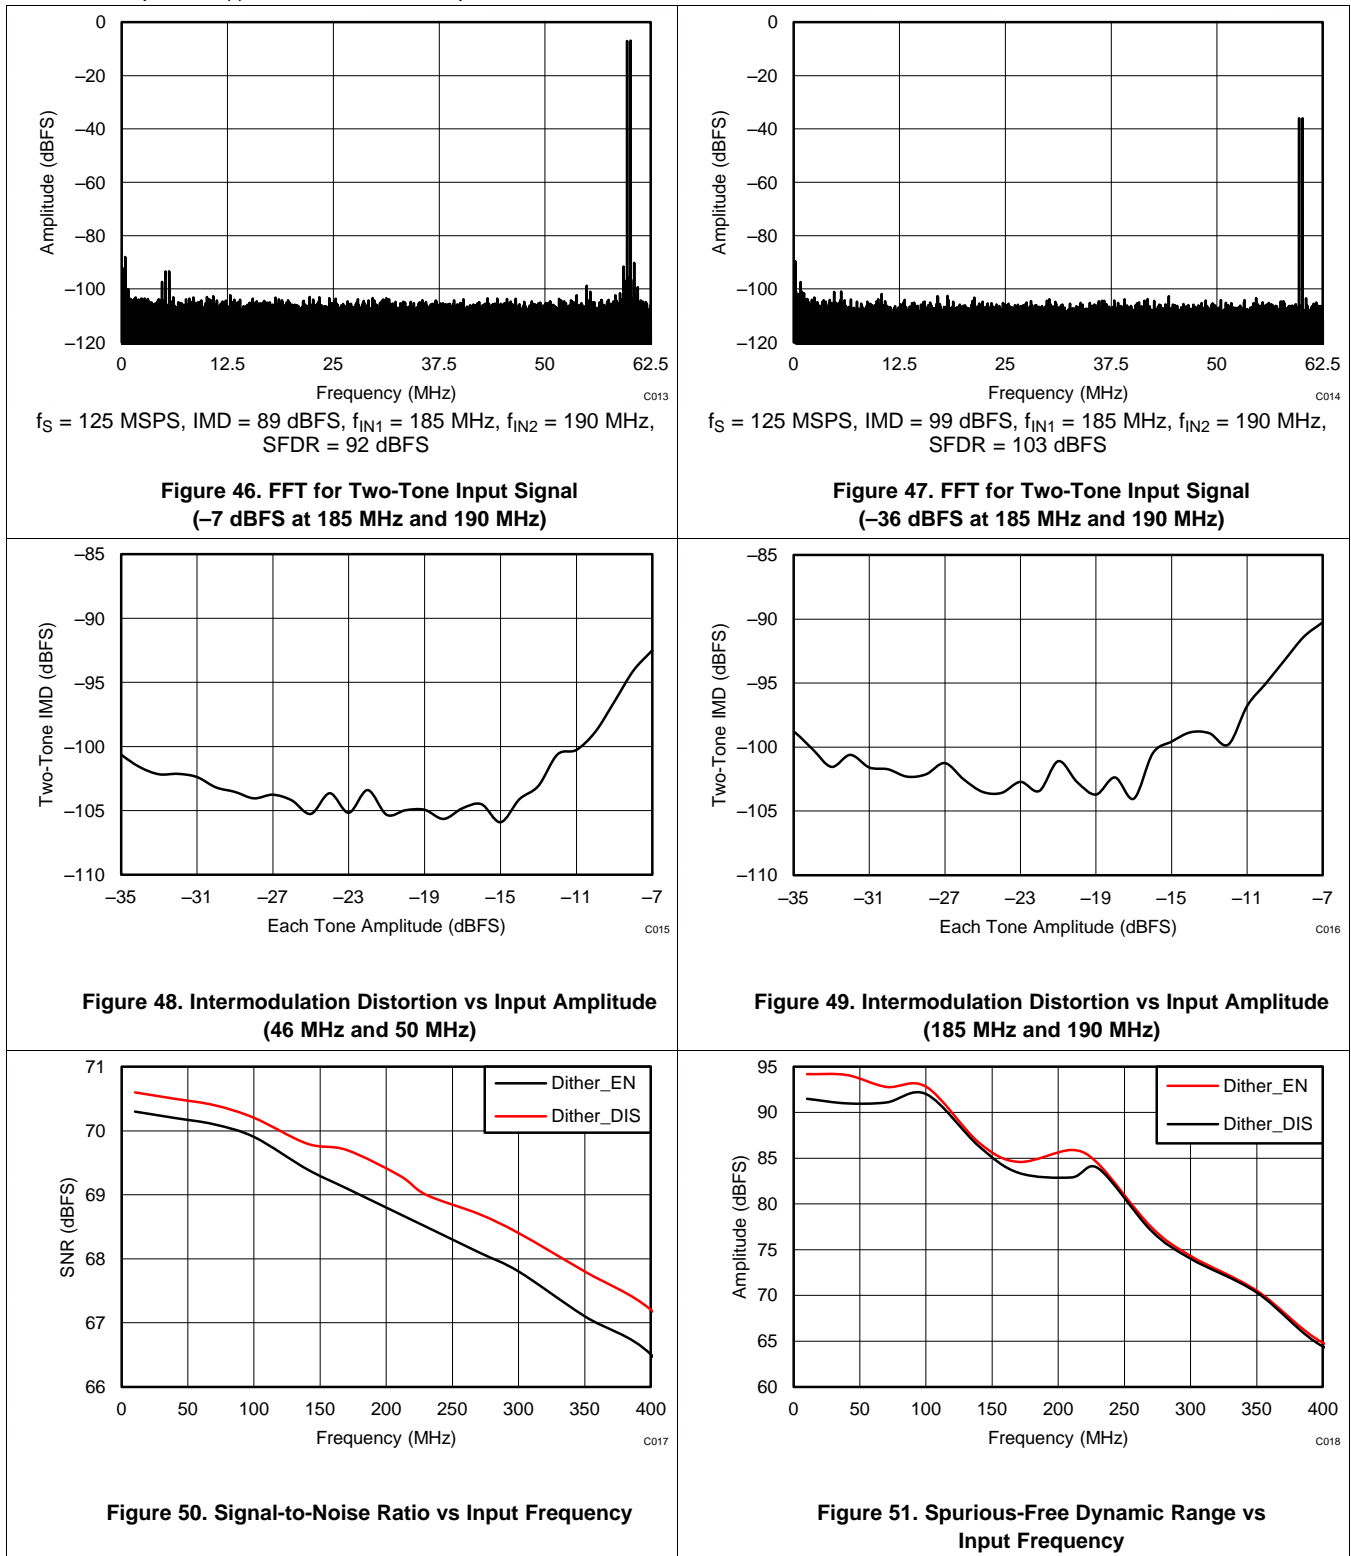 0
–20
–40
–60
–80
–100
–120
Amplitude (dBFS)
0 12.5 25 37.5 50 62.5
Frequency (MHz)
C013
fS = 125 MSPS, IMD = 89 dBFS, fIN1 = 185 MHz, fIN2 = 190 MHz,
SFDR = 92 dBFS
Figure 46. FFT for Two-Tone Input Signal
(–7 dBFS at 185 MHz and 190 MHz)
0
–20
–40
–60
–80
–100
–120
Amplitude (dBFS)
0 12.5 25 37.5 50 62.5
Frequency (MHz)
C014
fS = 125 MSPS, IMD = 99 dBFS, fIN1 = 185 MHz, fIN2 = 190 MHz,
SFDR = 103 dBFS
Figure 47. FFT for Two-Tone Input Signal
(–36 dBFS at 185 MHz and 190 MHz)
–85
–90
–95
–100
–105
–110
Two-Tone IMD (dBFS)
–35 –31 –27 –23 –19 –15 –11 –7
Each Tone Amplitude (dBFS)
C015
Figure 48. Intermodulation Distortion vs Input Amplitude
(46 MHz and 50 MHz)
–85
–90
–95
–100
–105
–110
Two-Tone IMD (dBFS)
–35 –31 –27 –23 –19 –15 –11 –7
Each Tone Amplitude (dBFS)
C016
Figure 49. Intermodulation Distortion vs Input Amplitude
(185 MHz and 190 MHz)
71
70
69
68
67
66
SNR (dBFS)
Dither_EN
Dither_DIS
0 50 100 150 200 250 300 350 400
Frequency (MHz)
C017
Figure 50. Signal-to-Noise Ratio vs Input Frequency
95
90
85
80
75
70
65
60
Amplitude (dBFS)
Dither_EN
Dither_DIS
0 50 100 150 200 250 300 350 400
Frequency (MHz)
C018
Figure 51. Spurious-Free Dynamic Range vs
Input Frequency